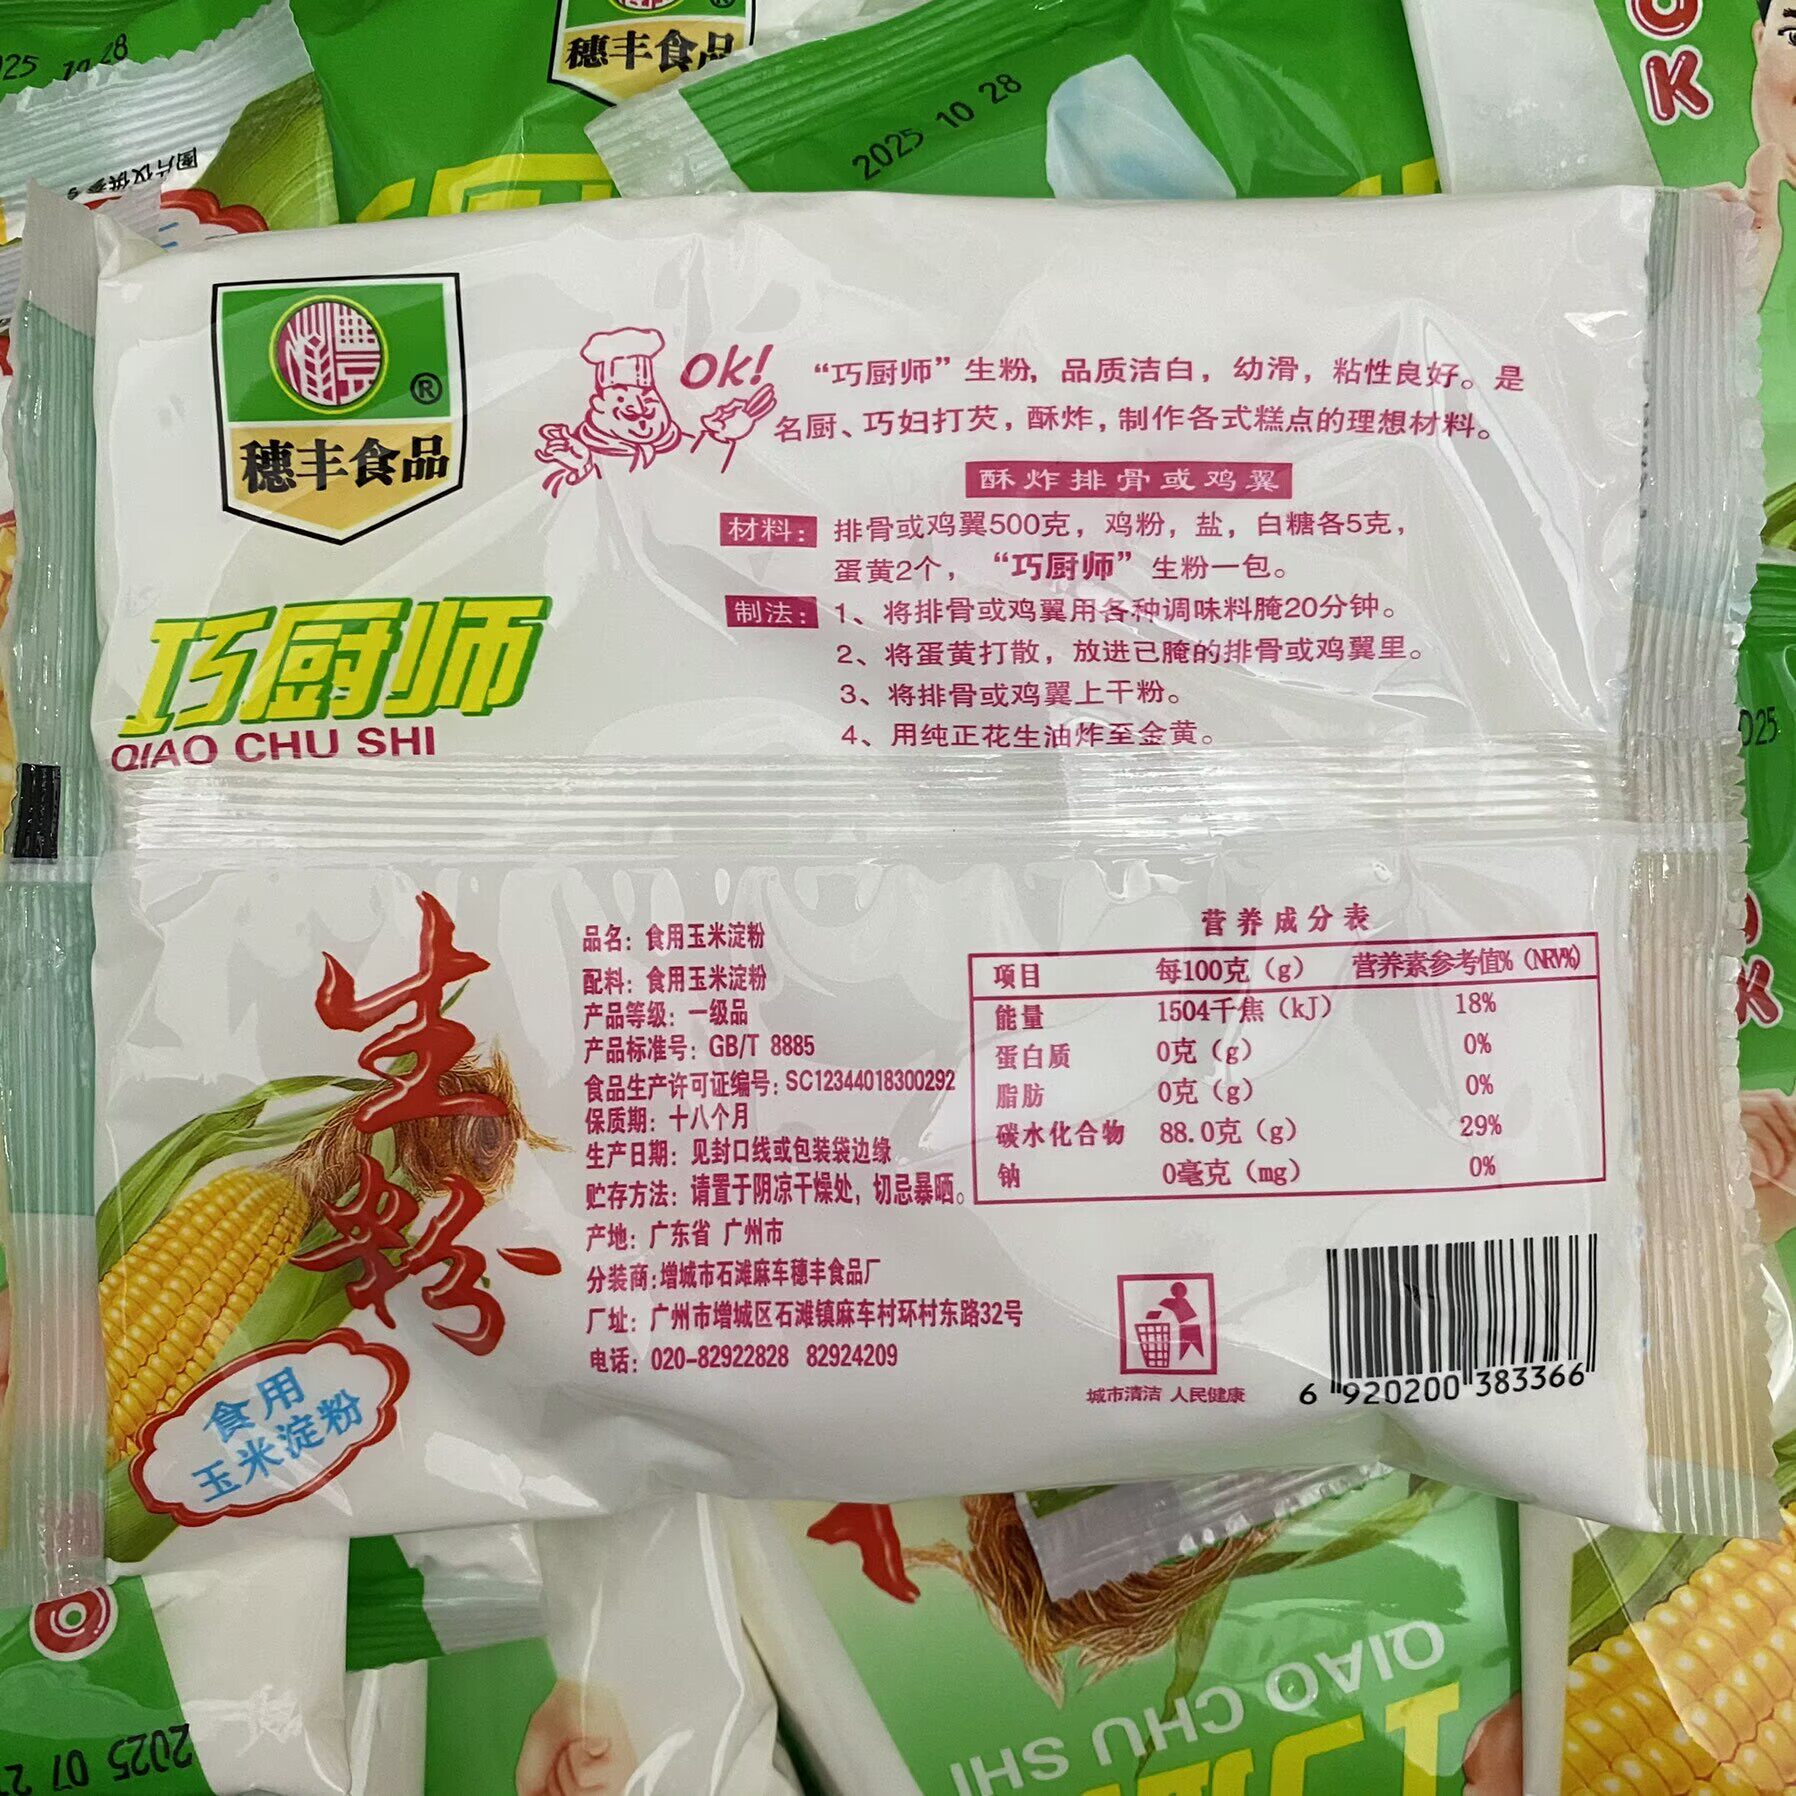 2025 10 28
穗丰食品
穗丰食品
®
Ok!
“巧厨师”生粉，品质洁白，幼滑，粘性良好。是
名厨、巧妇打芡，酥炸，制作各式糕点的理想材料。
酥炸排骨或鸡翼
材料：排骨或鸡翼500克，鸡粉，盐，白糖各5克，
蛋黄2个，“巧厨师”生粉一包。
制法：1、将排骨或鸡翼用各种调味料腌20分钟。
2、将蛋黄打散，放进己腌的排骨或鸡翼里。
3、将排骨或鸡翼上干粉。
4、用纯正花生油炸至金黄。
巧厨师
QIAO CHU SHI
生粉
食用
玉米淀粉
品名：食用玉米淀粉
配料：食用玉米淀粉
产品等级：一级品
产品标准号：GB/T 8885
食品生产许可证编号：SC12344018300292
保质期：十八个月
生产日期：见封口线或包装袋边缘
贮存方法：请置于阴凉干燥处，切忌暴晒。
产地：广东省 广州市
分装商：增城市石滩麻车穗丰食品厂
厂址：广州市增城区石滩镇麻车村环村东路32号
电话：020-82922828 82924209
营养成分表
项目 每100克（g） 营养素参考值%（NRV%）
能量 1504千焦（kJ） 18%
蛋白质 0克（g） 0%
脂肪 0克（g） 0%
碳水化合物 88.0克（g） 29%
钠 0毫克（mg） 0%
城市清洁 人民健康
6 920200 383366
QIAO CHU SHI
2025 07 2